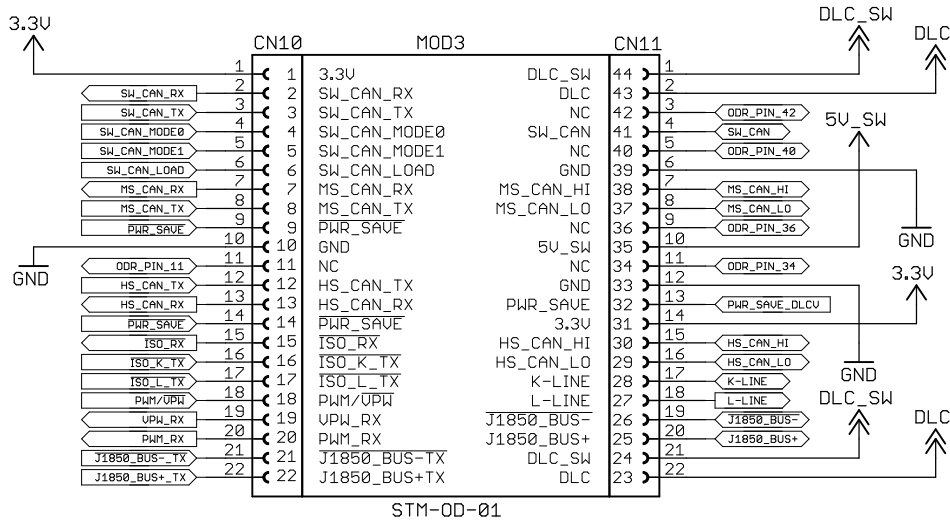 3.3V
DLC_SW
DLC
CN10 MOD3 CN11
1 1 3.3V DLC_SW 44 1
SW_CAN_RX 2 2 SW_CAN_RX DLC 43 2
SW_CAN_TX 3 3 SW_CAN_TX NC 42 3 ODR_PIN_42
SW_CAN_MODE0 4 4 SW_CAN_MODE0 SW_CAN 41 4 SW_CAN
5V_SW
SW_CAN_MODE1 5 5 SW_CAN_MODE1 NC 40 5 ODR_PIN_40
SW_CAN_LOAD 6 6 SW_CAN_LOAD GND 39 6
MS_CAN_RX 7 7 MS_CAN_RX MS_CAN_HI 38 7 MS_CAN_HI
MS_CAN_TX 8 8 MS_CAN_TX MS_CAN_LO 37 8 MS_CAN_LO
PWR_SAVE 9 9 PWR_SAVE NC 36 9 ODR_PIN_36
GND
10 10 GND 5V_SW 35 10
GND
ODR_PIN_11 11 11 NC NC 34 11 ODR_PIN_34
HS_CAN_TX 12 12 HS_CAN_TX GND 33 12
3.3V
HS_CAN_RX 13 13 HS_CAN_RX PWR_SAVE 32 13 PWR_SAVE_DLCV
PWR_SAVE 14 14 PWR_SAVE 3.3V 31 14
ISO_RX 15 15 ISO_RX HS_CAN_HI 30 15 HS_CAN_HI
ISO_K_TX 16 16 ISO_K_TX HS_CAN_LO 29 16 HS_CAN_LO
GND
ISO_L_TX 17 17 ISO_L_TX K-LINE 28 17 K-LINE
DLC_SW
PWM/VPW 18 18 PWM/VPW L-LINE 27 18 L-LINE
DLC
VPW_RX 19 19 VPW_RX J1850_BUS- 26 19 J1850_BUS-
PWM_RX 20 20 PWM_RX J1850_BUS+ 25 20 J1850_BUS+
J1850_BUS-_TX 21 21 J1850_BUS-TX DLC_SW 24 21
J1850_BUS+_TX 22 22 J1850_BUS+TX DLC 23 22
STM-OD-01